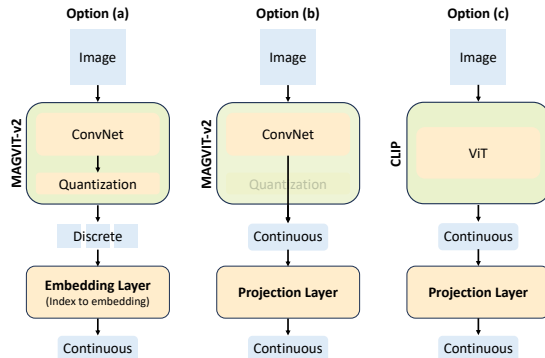 Option (a)
Image
MAGVIT-v2
ConvNet
Quantization
Discrete
Embedding Layer
(Index to embedding)
Continuous
Option (b)
Image
MAGVIT-v2
ConvNet
Quantization
Continuous
Projection Layer
Continuous
Option (c)
Image
CLIP
ViT
Continuous
Projection Layer
Continuous